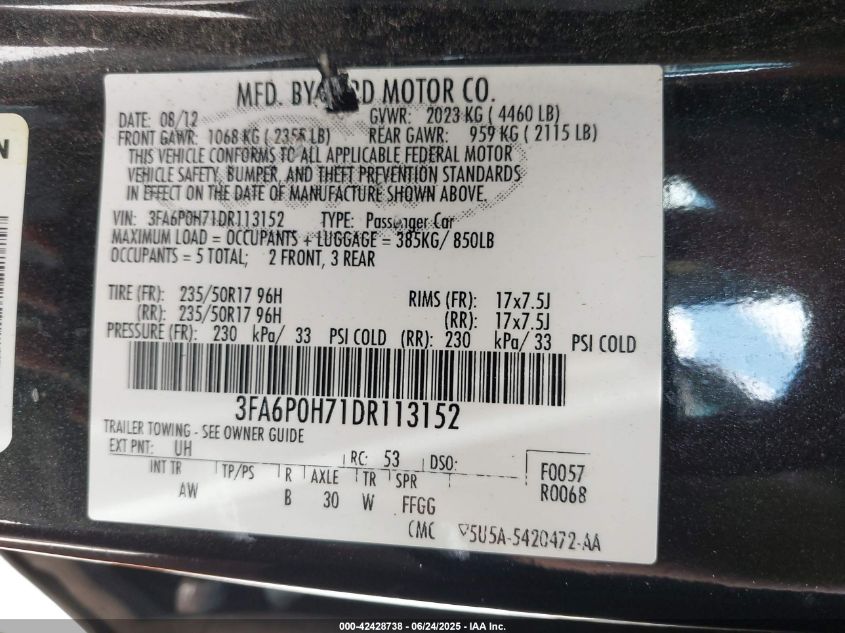 MFD. BY RD MOTOR CO.
DATE: 08/12 GVWR: 2023 KG ( 4460 LB)
FRONT GAWR: 1068 KG ( 2355 LB) REAR GAWR: 959 KG ( 2115 LB)
THIS VEHICLE CONFORMS TO ALL APPLICABLE FEDERAL MOTOR
VEHICLE SAFETY, BUMPER, AND THEFT PREVENTION STANDARDS
IN EFFECT ON THE DATE OF MANUFACTURE SHOWN ABOVE.
VIN: 3FA6P0H71DR113152 TYPE: Passenger Car
MAXIMUM LOAD = OCCUPANTS + LUGGAGE = 385KG/ 850LB
OCCUPANTS = 5 TOTAL; 2 FRONT, 3 REAR
TIRE (FR): 235/50R17 96H RIMS (FR): 17x7.5J
(RR): 235/50R17 96H (RR): 17x7.5J
PRESSURE (FR): 230 kPa/ 33 PSI COLD (RR): 230 kPa/ 33 PSI COLD
3FA6P0H71DR113152
TRAILER TOWING - SEE OWNER GUIDE
EXT PNT: UH RC: 53 DSO: F0057
INT TR TP/PS R AXLE TR SPR R0068
AW B 30 W FFGG
CMC 5U5A-5420472-AA
N
000-42428738 - 06/24/2025 - IAA Inc.